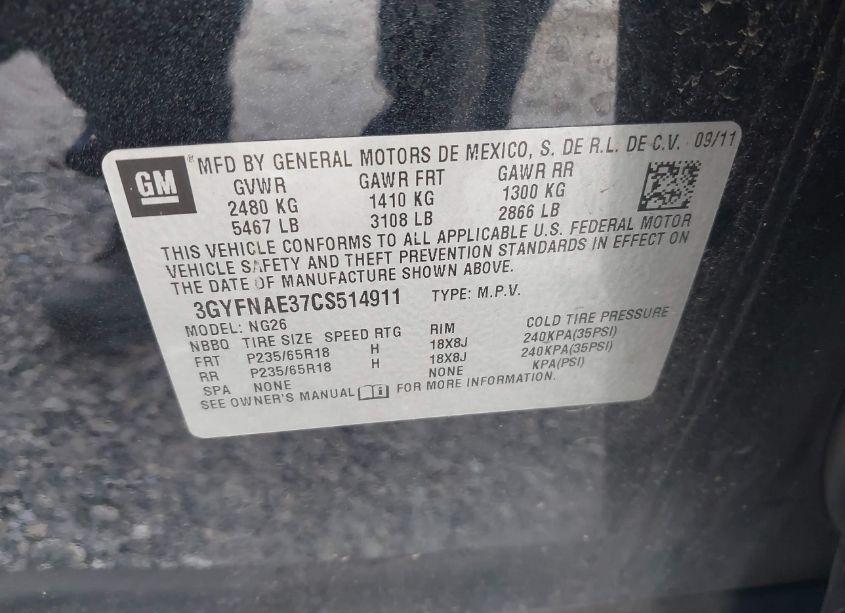 GM
® MFD BY GENERAL MOTORS DE MEXICO, S. DE R.L. DE C.V. 09/11
GVWR GAWR FRT GAWR RR
2480 KG 1410 KG 1300 KG
5467 LB 3108 LB 2866 LB
THIS VEHICLE CONFORMS TO ALL APPLICABLE U.S. FEDERAL MOTOR
VEHICLE SAFETY AND THEFT PREVENTION STANDARDS IN EFFECT ON
THE DATE OF MANUFACTURE SHOWN ABOVE.
3GYFNAE37CS514911 TYPE: M.P.V.
MODEL: NG26
NBBQ TIRE SIZE SPEED RTG RIM COLD TIRE PRESSURE
FRT P235/65R18 H 18X8J 240KPA(35PSI)
RR P235/65R18 H 18X8J 240KPA(35PSI)
SPA NONE NONE KPA(PSI)
SEE OWNER'S MANUAL FOR MORE INFORMATION.